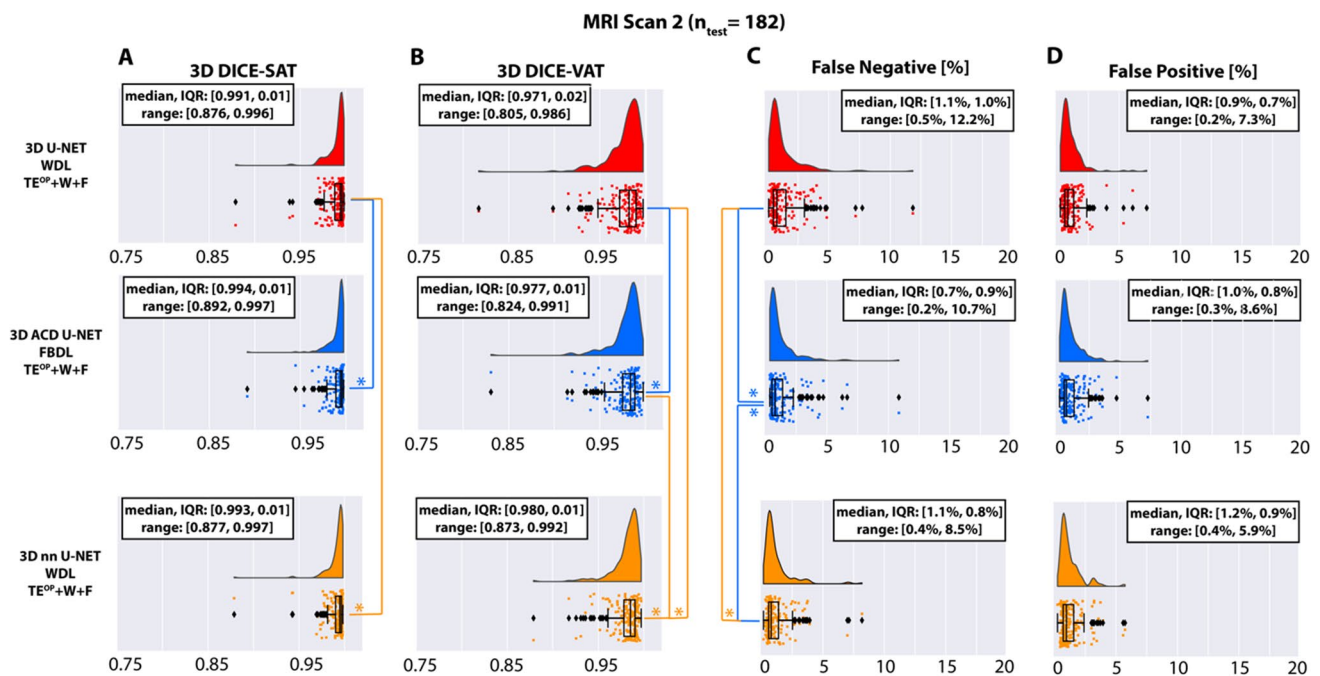 MRI Scan 2 (ntest= 182)
A
3D DICE-SAT
B
3D DICE-VAT
C
False Negative [%]
D
False Positive [%]
3D U-NET
WDL
TEOP+W+F
median, IQR: [0.991, 0.01]
range: [0.876, 0.996]
median, IQR: [0.971, 0.02]
range: [0.805, 0.986]
median, IQR: [1.1%, 1.0%]
range: [0.5%, 12.2%]
median, IQR: [0.9%, 0.7%]
range: [0.2%, 7.3%]
0.75 0.85 0.95
0.75 0.85 0.95
0 5 10 15 20
0 5 10 15 20
3D ACD U-NET
FBDL
TEOP+W+F
median, IQR: [0.994, 0.01]
range: [0.892, 0.997]
median, IQR: [0.977, 0.01]
range: [0.824, 0.991]
median, IQR: [0.7%, 0.9%]
range: [0.2%, 10.7%]
median, IQR: [1.0%, 0.8%]
range: [0.3%, 8.6%]
*
*
*
*
0.75 0.85 0.95
0.75 0.85 0.95
0 5 10 15 20
0 5 10 15 20
3D nn U-NET
WDL
TEOP+W+F
median, IQR: [0.993, 0.01]
range: [0.877, 0.997]
median, IQR: [0.980, 0.01]
range: [0.873, 0.992]
median, IQR: [1.1%, 0.8%]
range: [0.4%, 8.5%]
median, IQR: [1.2%, 0.9%]
range: [0.4%, 5.9%]
*
* *
*
0.75 0.85 0.95
0.75 0.85 0.95
0 5 10 15 20
0 5 10 15 20